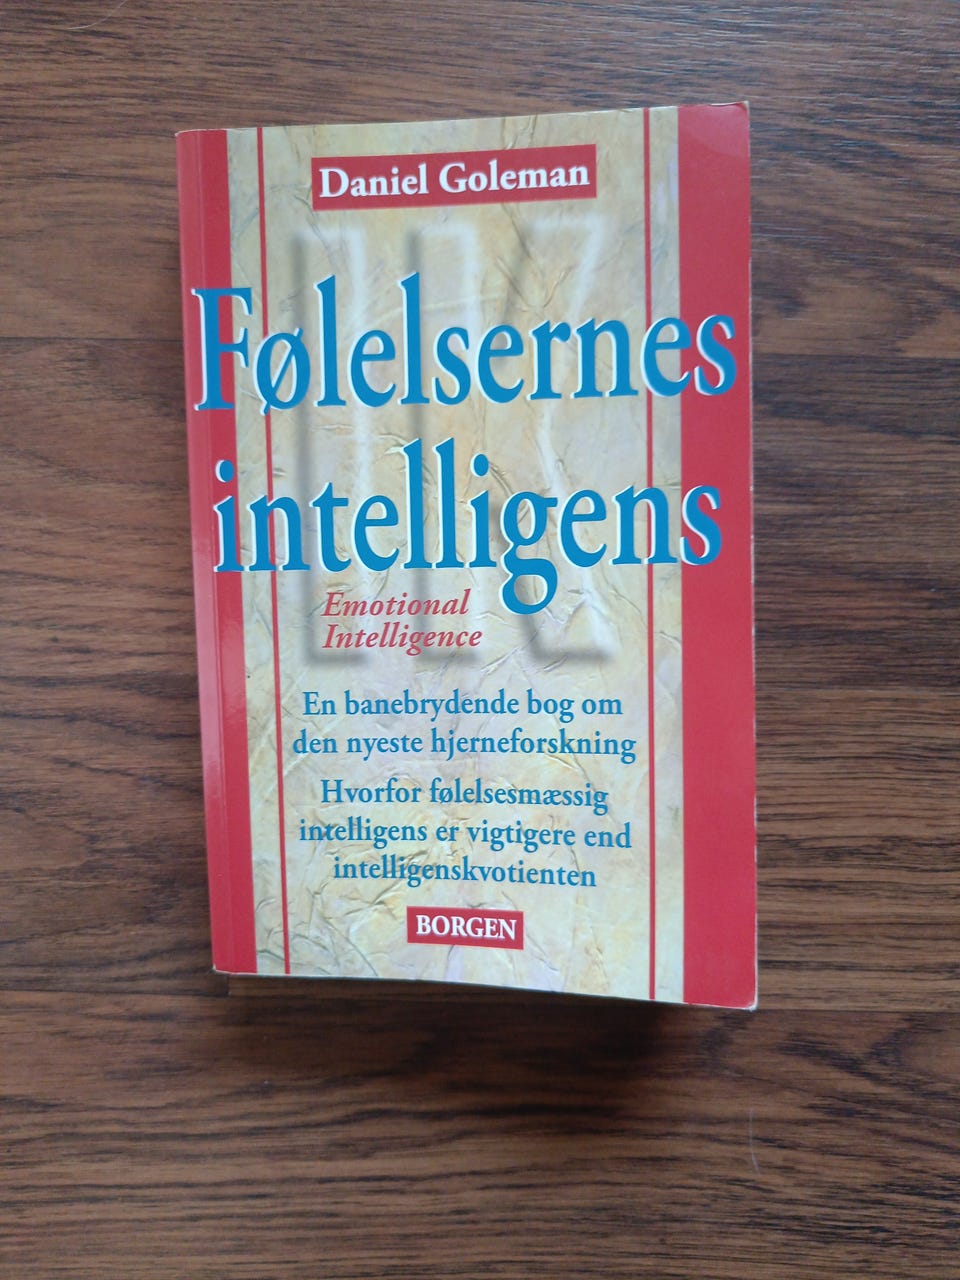 Daniel Goleman
Følelsernes
intelligens
Emotional
Intelligence
En banebrydende bog om
den nyeste hjerneforskning
Hvorfor følelsesmæssig
intelligens er vigtigere end
intelligenskvotienten
BORGEN